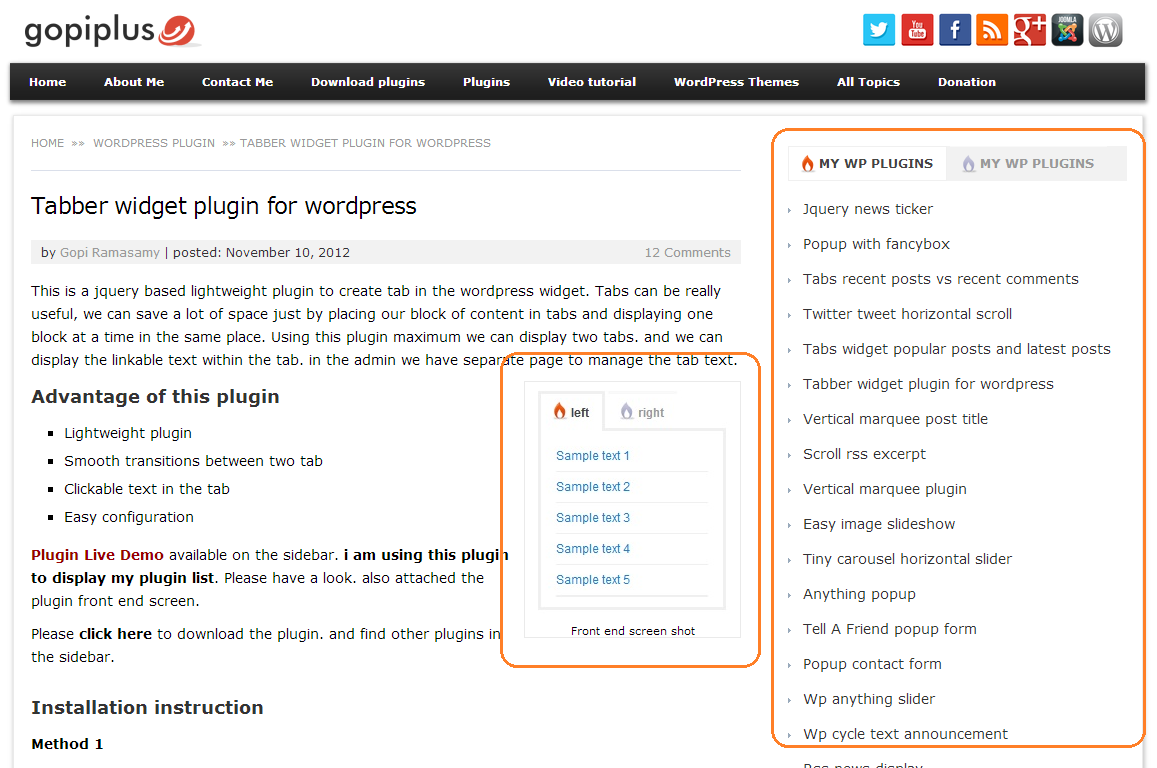 gopiplus
You
Tube
g+
JOOMLA
Home About Me Contact Me Download plugins Plugins Video tutorial WordPress Themes All Topics Donation
HOME »» WORDPRESS PLUGIN »» TABBER WIDGET PLUGIN FOR WORDPRESS
Tabber widget plugin for wordpress
by Gopi Ramasamy | posted: November 10, 2012 12 Comments
This is a jquery based lightweight plugin to create tab in the wordpress widget. Tabs can be really
useful, we can save a lot of space just by placing our block of content in tabs and displaying one
block at a time in the same place. Using this plugin maximum we can display two tabs. and we can
display the linkable text within the tab. in the admin we have separate page to manage the tab text.
Advantage of this plugin
Lightweight plugin
Smooth transitions between two tab
Clickable text in the tab
Easy configuration
Plugin Live Demo available on the sidebar. i am using this plugin
to display my plugin list. Please have a look. also attached the
plugin front end screen.
Please click here to download the plugin. and find other plugins in
the sidebar.
left right
Sample text 1
Sample text 2
Sample text 3
Sample text 4
Sample text 5
Front end screen shot
Installation instruction
Method 1
MY WP PLUGINS MY WP PLUGINS
Jquery news ticker
Popup with fancybox
Tabs recent posts vs recent comments
Twitter tweet horizontal scroll
Tabs widget popular posts and latest posts
Tabber widget plugin for wordpress
Vertical marquee post title
Scroll rss excerpt
Vertical marquee plugin
Easy image slideshow
Tiny carousel horizontal slider
Anything popup
Tell A Friend popup form
Popup contact form
Wp anything slider
Wp cycle text announcement
Rss news display